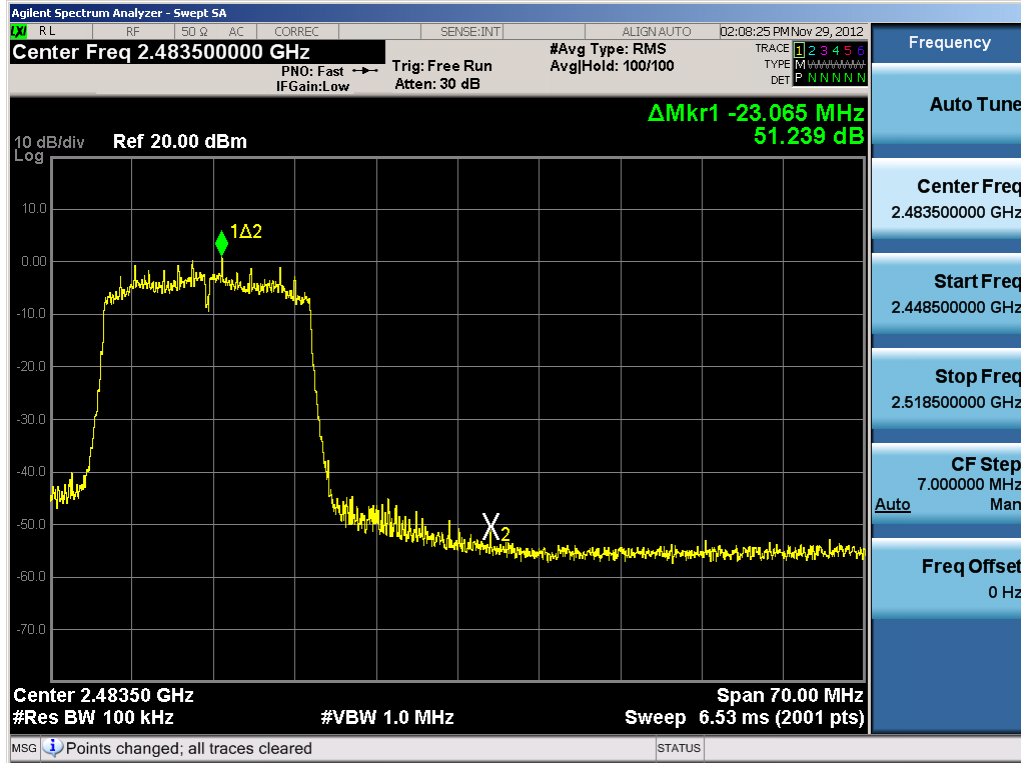 Agilent Spectrum Analyzer - Swept SA
LXI RL RF 50 Ω AC CORREC SENSE:INT ALIGN AUTO 02:08:25 PM Nov 29, 2012
Center Freq 2.483500000 GHz
PNO: Fast
IFGain:Low
Trig: Free Run
Atten: 30 dB
#Avg Type: RMS
Avg|Hold: 100/100
TRACE 1 2 3 4 5 6
TYPE M
DET P N N N N N
ΔMkr1 -23.065 MHz
51.239 dB
10 dB/div Ref 20.00 dBm
Log
10.0
0.00
-10.0
-20.0
-30.0
-40.0
-50.0
-60.0
-70.0
1Δ2
X2
Center 2.48350 GHz Span 70.00 MHz
#Res BW 100 kHz #VBW 1.0 MHz Sweep 6.53 ms (2001 pts)
MSG Points changed; all traces cleared STATUS
Frequency
Auto Tune
Center Freq
2.483500000 GHz
Start Freq
2.448500000 GHz
Stop Freq
2.518500000 GHz
CF Step
7.000000 MHz
Auto Man
Freq Offset
0 Hz